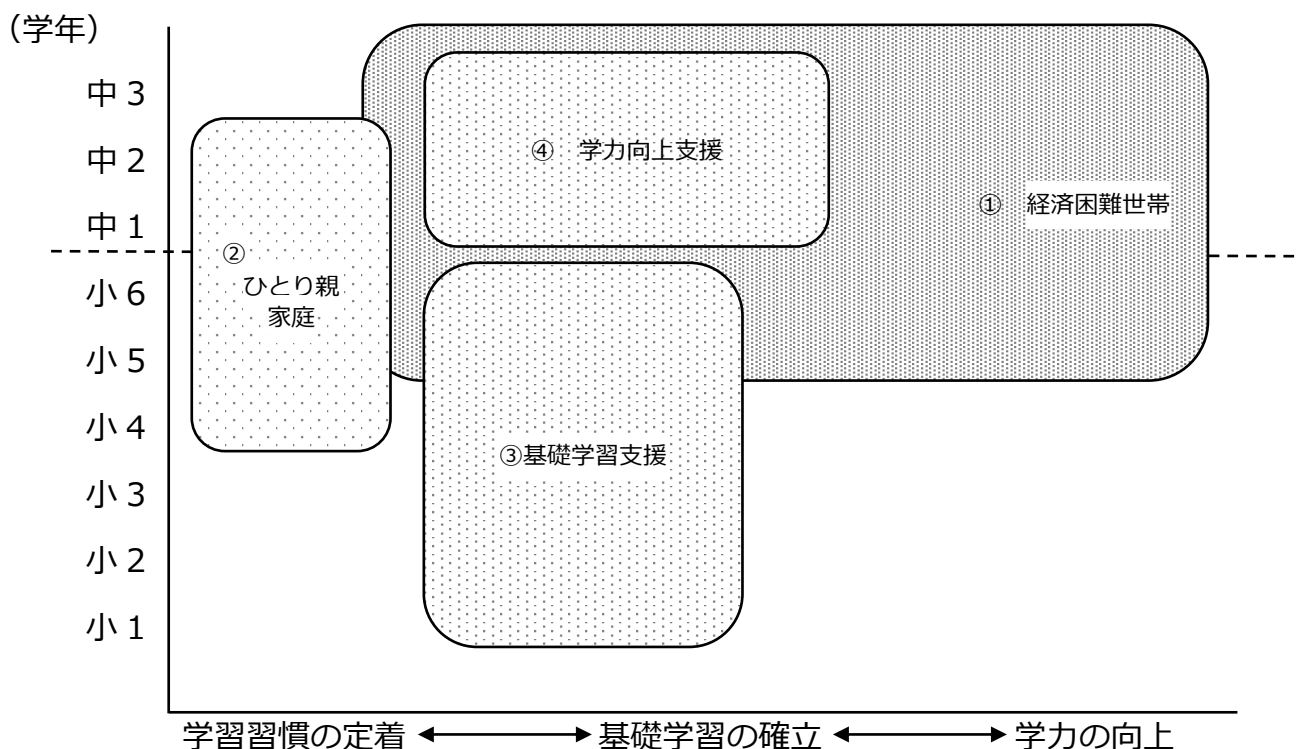 （学年）
中３
中２
中１
小６
小５
小４
小３
小２
小１
④　学力向上支援
①　経済困難世帯
②
ひとり親
家庭
③基礎学習支援
学習習慣の定着
基礎学習の確立
学力の向上